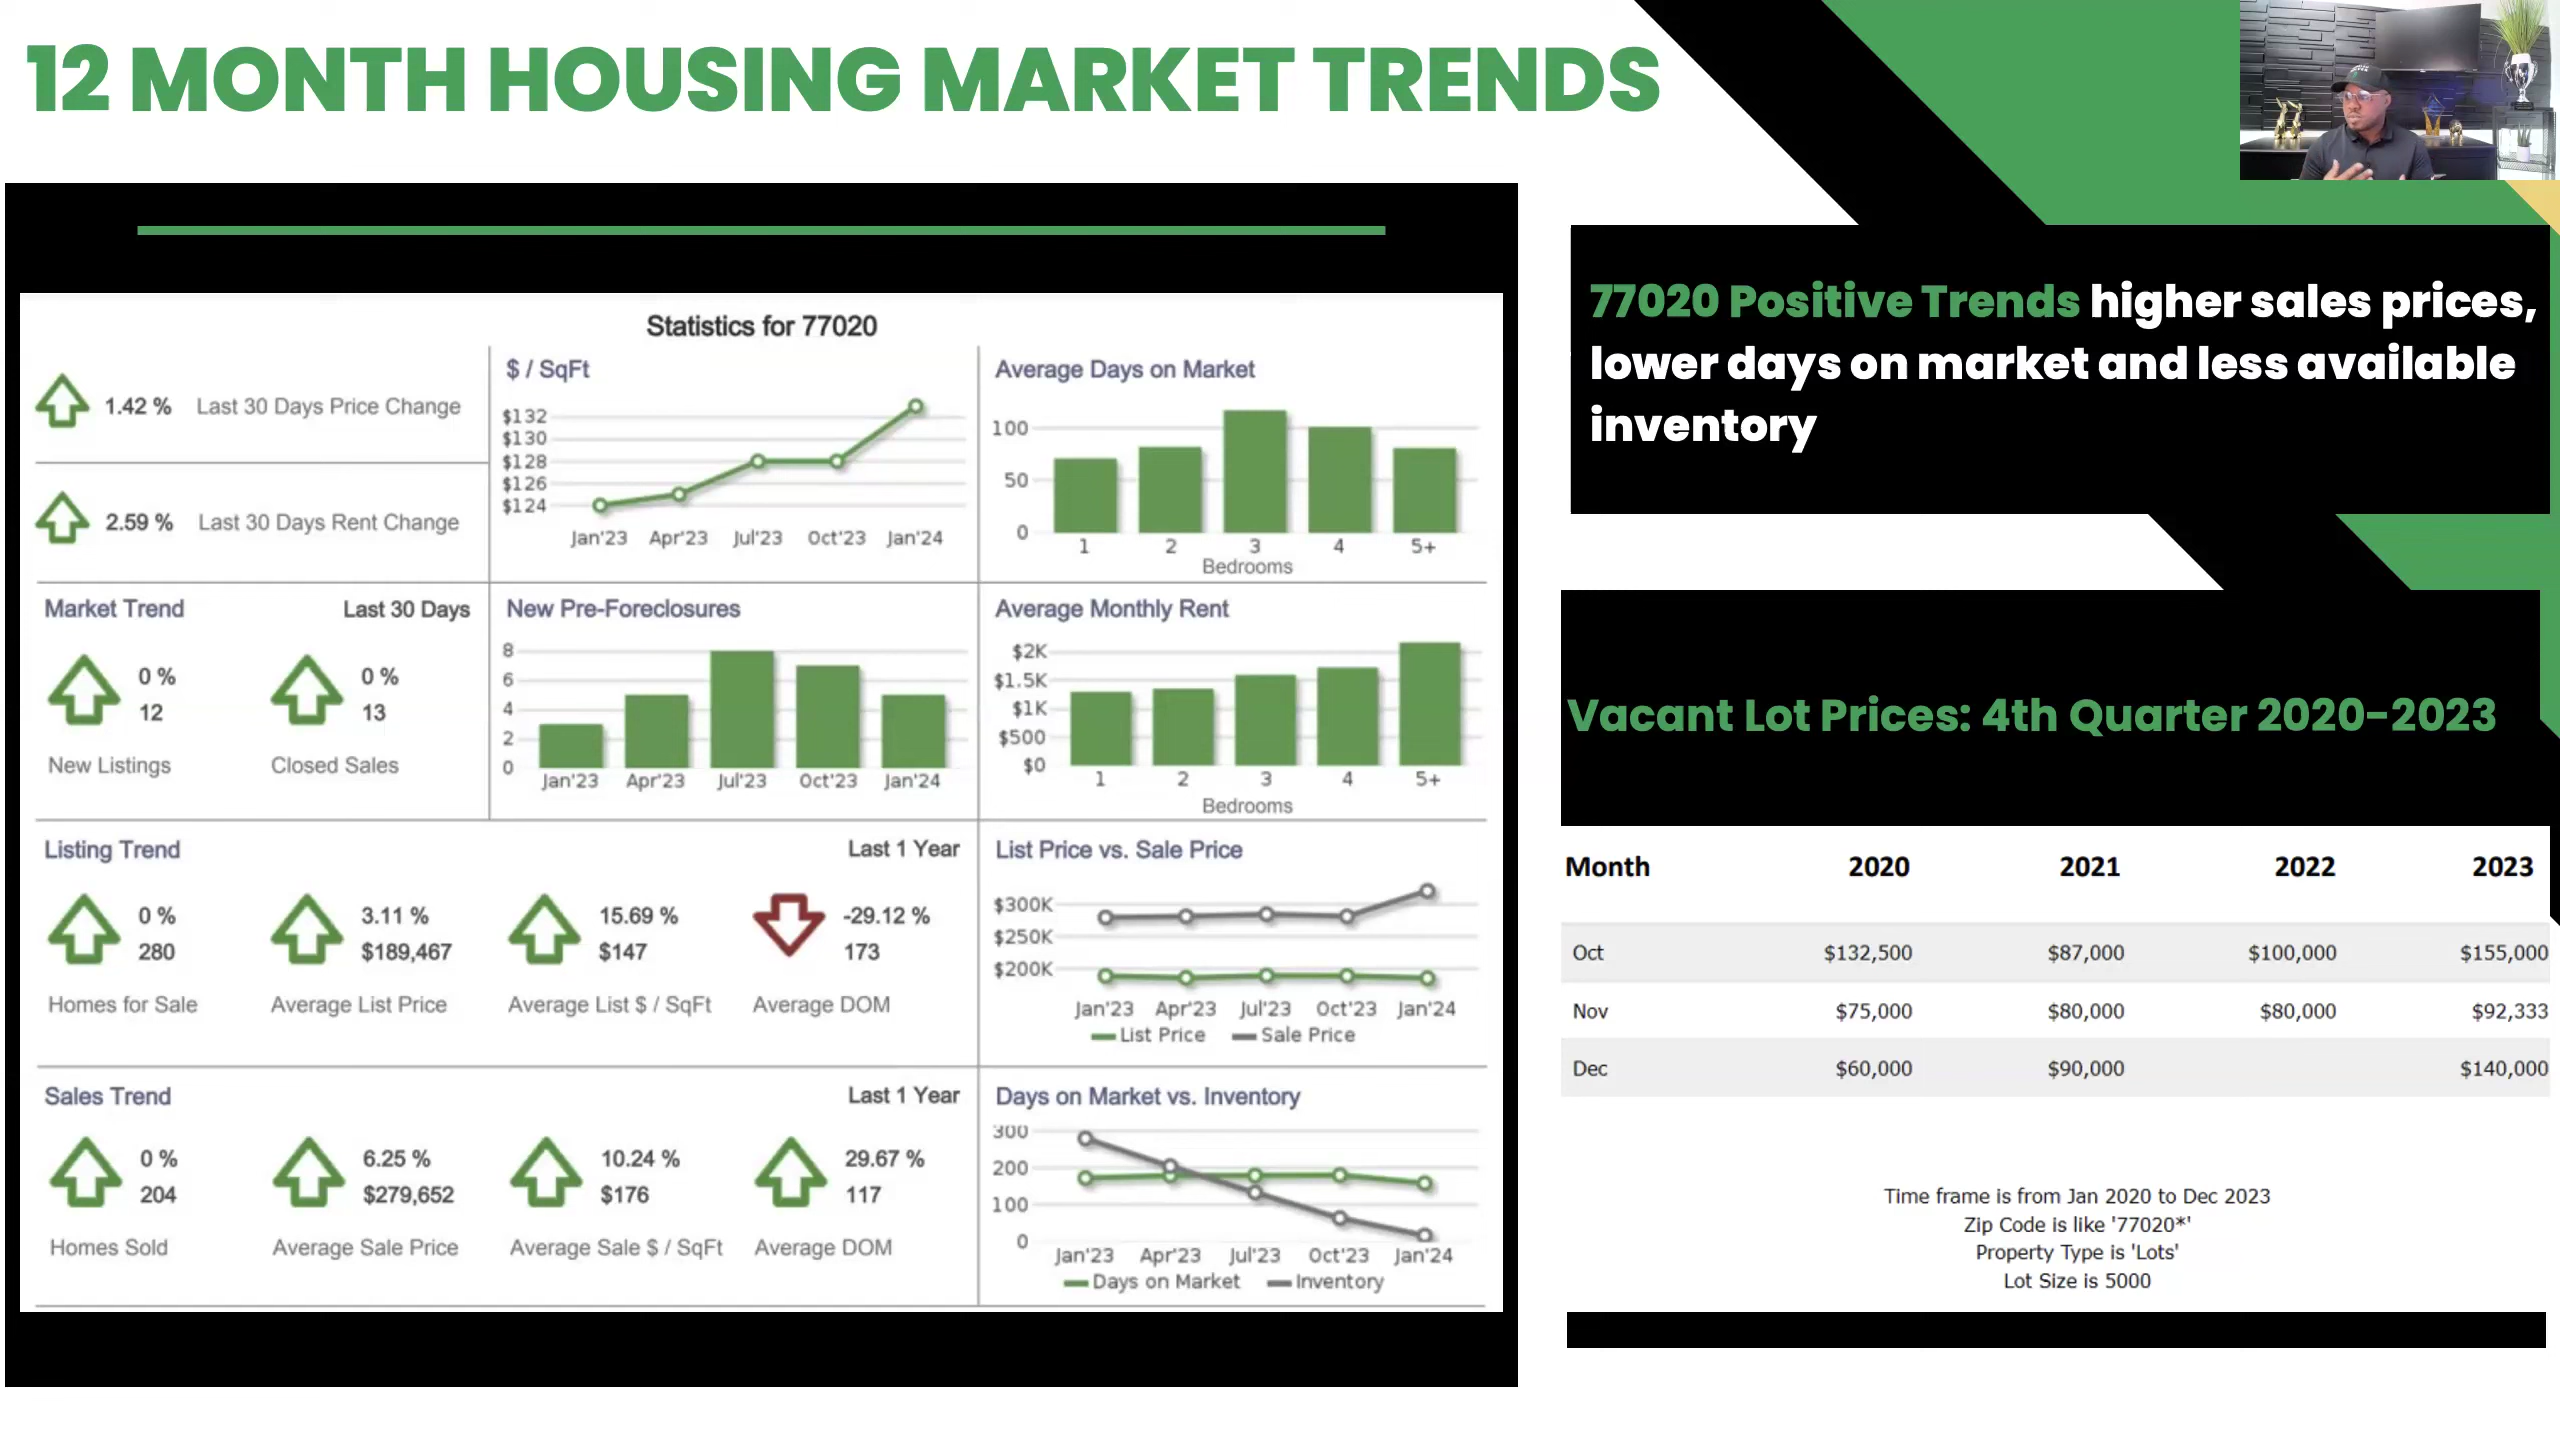 12 MONTH HOUSING MARKET TRENDS
Statistics for 77020
1.42 % Last 30 Days Price Change
2.59 % Last 30 Days Rent Change
$ / SqFt
$132
$130
$128
$126
$124
Jan'23 Apr'23 Jul'23 Oct'23 Jan'24
Average Days on Market
100
50
0
1 2 3 4 5+
Bedrooms
Market Trend Last 30 Days
0 % 0 %
12 13
New Listings Closed Sales
New Pre-Foreclosures
8
6
4
2
0
Jan'23 Apr'23 Jul'23 Oct'23 Jan'24
Average Monthly Rent
$2K
$1.5K
$1K
$500
$0
1 2 3 4 5+
Bedrooms
Listing Trend Last 1 Year
0 % 3.11 % 15.69 % -29.12 %
280 $189,467 $147 173
Homes for Sale Average List Price Average List $ / SqFt Average DOM
List Price vs. Sale Price
$300K
$250K
$200K
Jan'23 Apr'23 Jul'23 Oct'23 Jan'24
List Price Sale Price
Sales Trend Last 1 Year
0 % 6.25 % 10.24 % 29.67 %
204 $279,652 $176 117
Homes Sold Average Sale Price Average Sale $ / SqFt Average DOM
Days on Market vs. Inventory
300
200
100
0
Jan'23 Apr'23 Jul'23 Oct'23 Jan'24
Days on Market Inventory
77020 Positive Trends higher sales prices,
lower days on market and less available
inventory
Vacant Lot Prices: 4th Quarter 2020-2023
Month 2020 2021 2022 2023
Oct $132,500 $87,000 $100,000 $155,000
Nov $75,000 $80,000 $80,000 $92,333
Dec $60,000 $90,000 $140,000
Time frame is from Jan 2020 to Dec 2023
Zip Code is like '77020*'
Property Type is 'Lots'
Lot Size is 5000